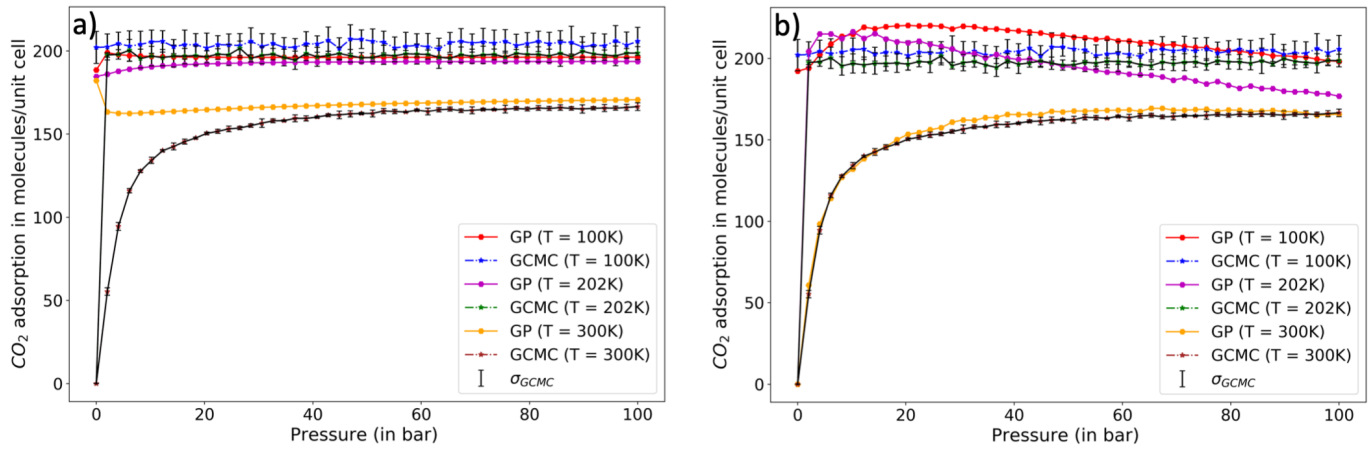 a)
CO₂ adsorption in molecules/unit cell
200
150
100
50
0
GP (T = 100K)
GCMC (T = 100K)
GP (T = 202K)
GCMC (T = 202K)
GP (T = 300K)
GCMC (T = 300K)
σGCMC
0 20 40 60 80 100
Pressure (in bar)
b)
CO₂ adsorption in molecules/unit cell
200
150
100
50
0
GP (T = 100K)
GCMC (T = 100K)
GP (T = 202K)
GCMC (T = 202K)
GP (T = 300K)
GCMC (T = 300K)
σGCMC
0 20 40 60 80 100
Pressure (in bar)